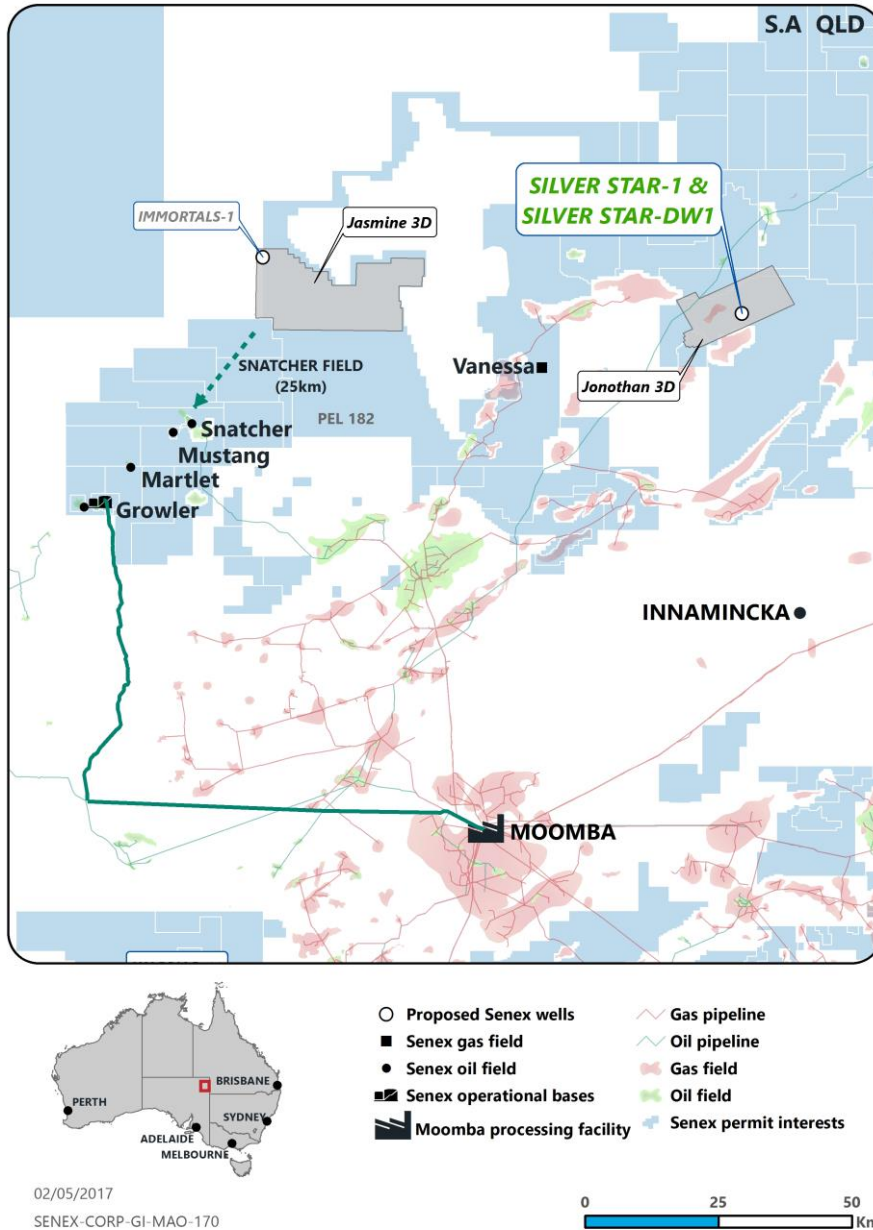 S.A QLD
SILVER STAR-1 &
SILVER STAR-DW1
IMMORTALS-1
Jasmine 3D
SNATCHER FIELD
(25km)
Vanessa
Jonothan 3D
PEL 182
Snatcher
Mustang
Martlet
Growler
INNAMINCKA
MOOMBA
BRISBANE
PERTH
SYDNEY
ADELAIDE
MELBOURNE
Proposed Senex wells
Senex gas field
Senex oil field
Senex operational bases
Moomba processing facility
Gas pipeline
Oil pipeline
Gas field
Oil field
Senex permit interests
02/05/2017
SENEX-CORP-GI-MAO-170
0 25 50
Km